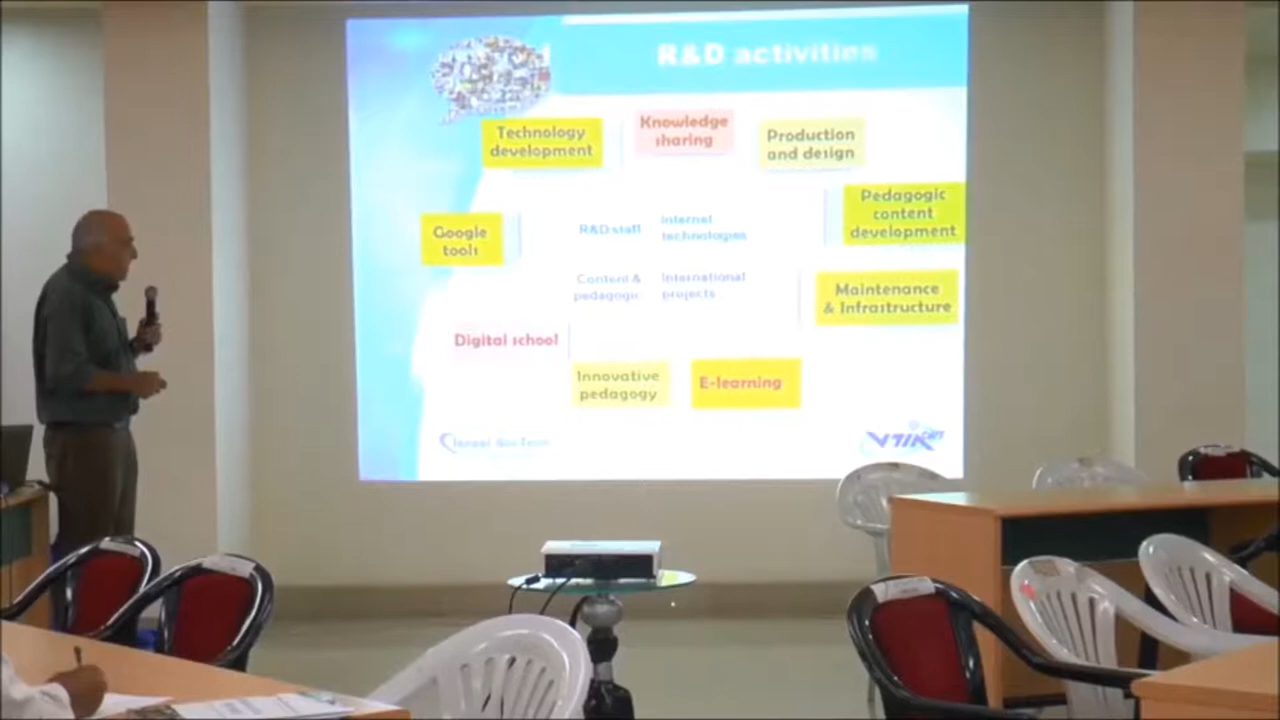 R&D activities
Technology
development
Knowledge
sharing
Production
and design
Pedagogic
content
development
Google
tools
R&D staff
Internet
technologies
Content &
pedagogic
International
projects
Maintenance
& Infrastructure
Digital school
Innovative
pedagogy
E-learning